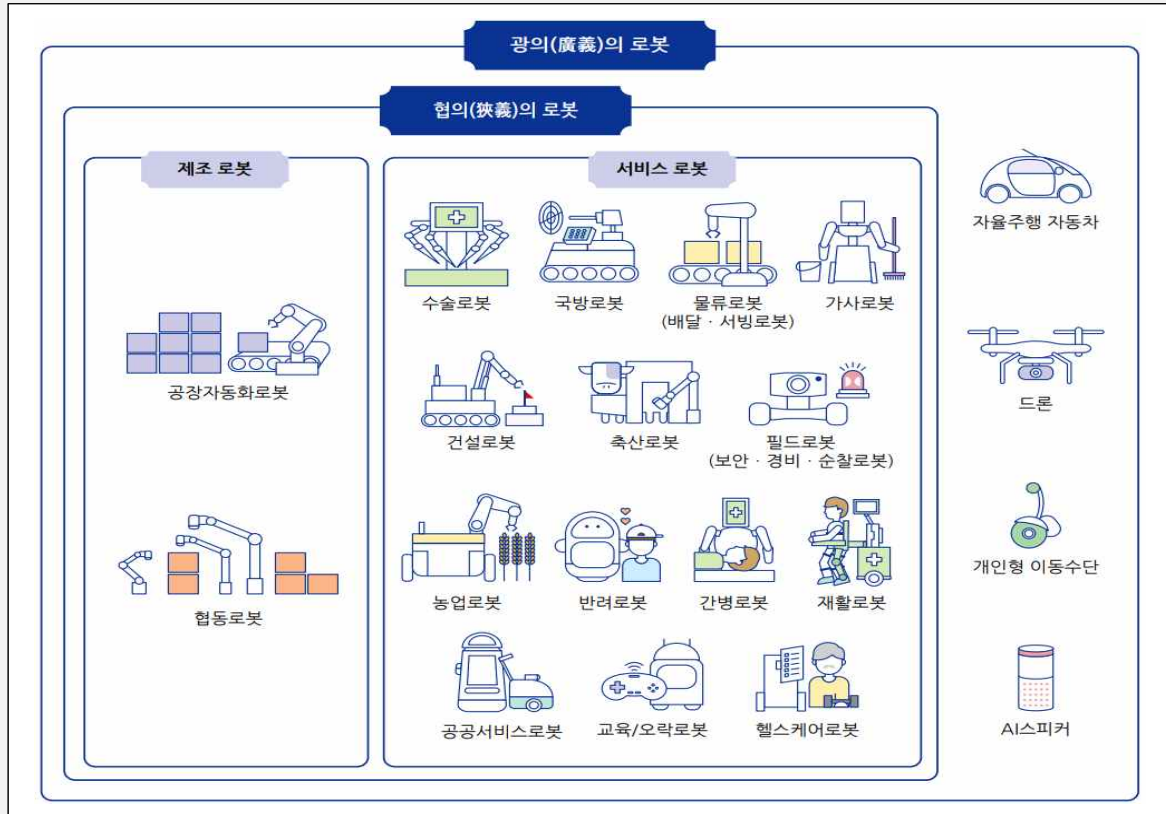 광의(廣義)의 로봇
협의(狹義)의 로봇
제조 로봇
공장자동화로봇
협동로봇
서비스 로봇
수술로봇
국방로봇
물류로봇
(배달 · 서빙로봇)
가사로봇
건설로봇
축산로봇
필드로봇
(보안 · 경비 · 순찰로봇)
농업로봇
반려로봇
간병로봇
재활로봇
공공서비스로봇
교육/오락로봇
헬스케어로봇
자율주행 자동차
드론
개인형 이동수단
AI스피커